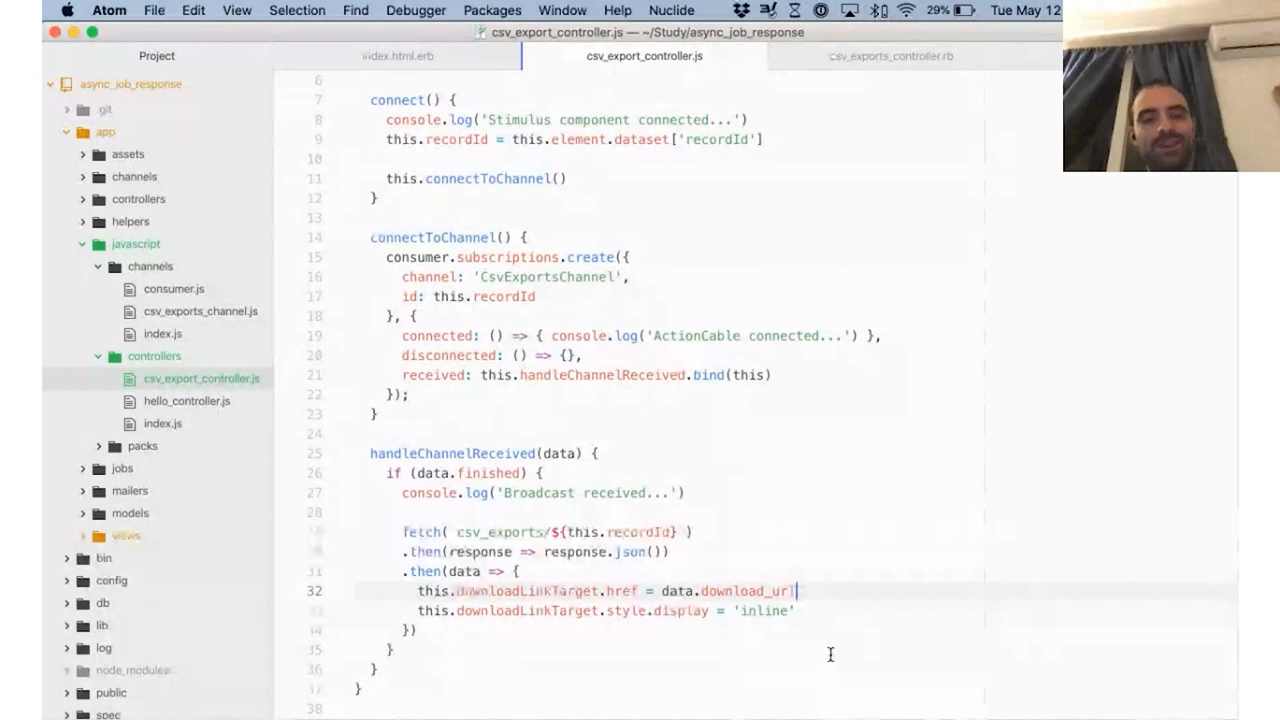 Atom File Edit View Selection Find Debugger Packages Window Help Nuclide 29% Tue May 12
csv_export_controller.js — ~/Study/async_job_response
Project
index.html.erb
csv_export_controller.js
csv_exports_controller.rb
async_job_response
.git
app
assets
channels
controllers
helpers
javascript
channels
consumer.js
csv_exports_channel.js
index.js
controllers
csv_export_controller.js
hello_controller.js
index.js
packs
jobs
mailers
models
views
bin
config
db
lib
log
node_module
public
spec
6
7 connect() {
8 console.log('Stimulus component connected...')
9 this.recordId = this.element.dataset['recordId']
10
11 this.connectToChannel()
12 }
13
14 connectToChannel() {
15 consumer.subscriptions.create({
16 channel: 'CsvExportsChannel',
17 id: this.recordId
18 }, {
19 connected: () => { console.log('ActionCable connected...') },
20 disconnected: () => {},
21 received: this.handleChannelReceived.bind(this)
22 });
23 }
24
25 handleChannelReceived(data) {
26 if (data.finished) {
27 console.log('Broadcast received...')
28
fetch( csv_exports/${this.recordId} )
.then(response => response.json())
31 .then(data => {
32 this.downloadLinkTarget.href = data.download_url
33 this.downloadLinkTarget.style.display = 'inline'
34 })
35 }
36 }
37 }
38